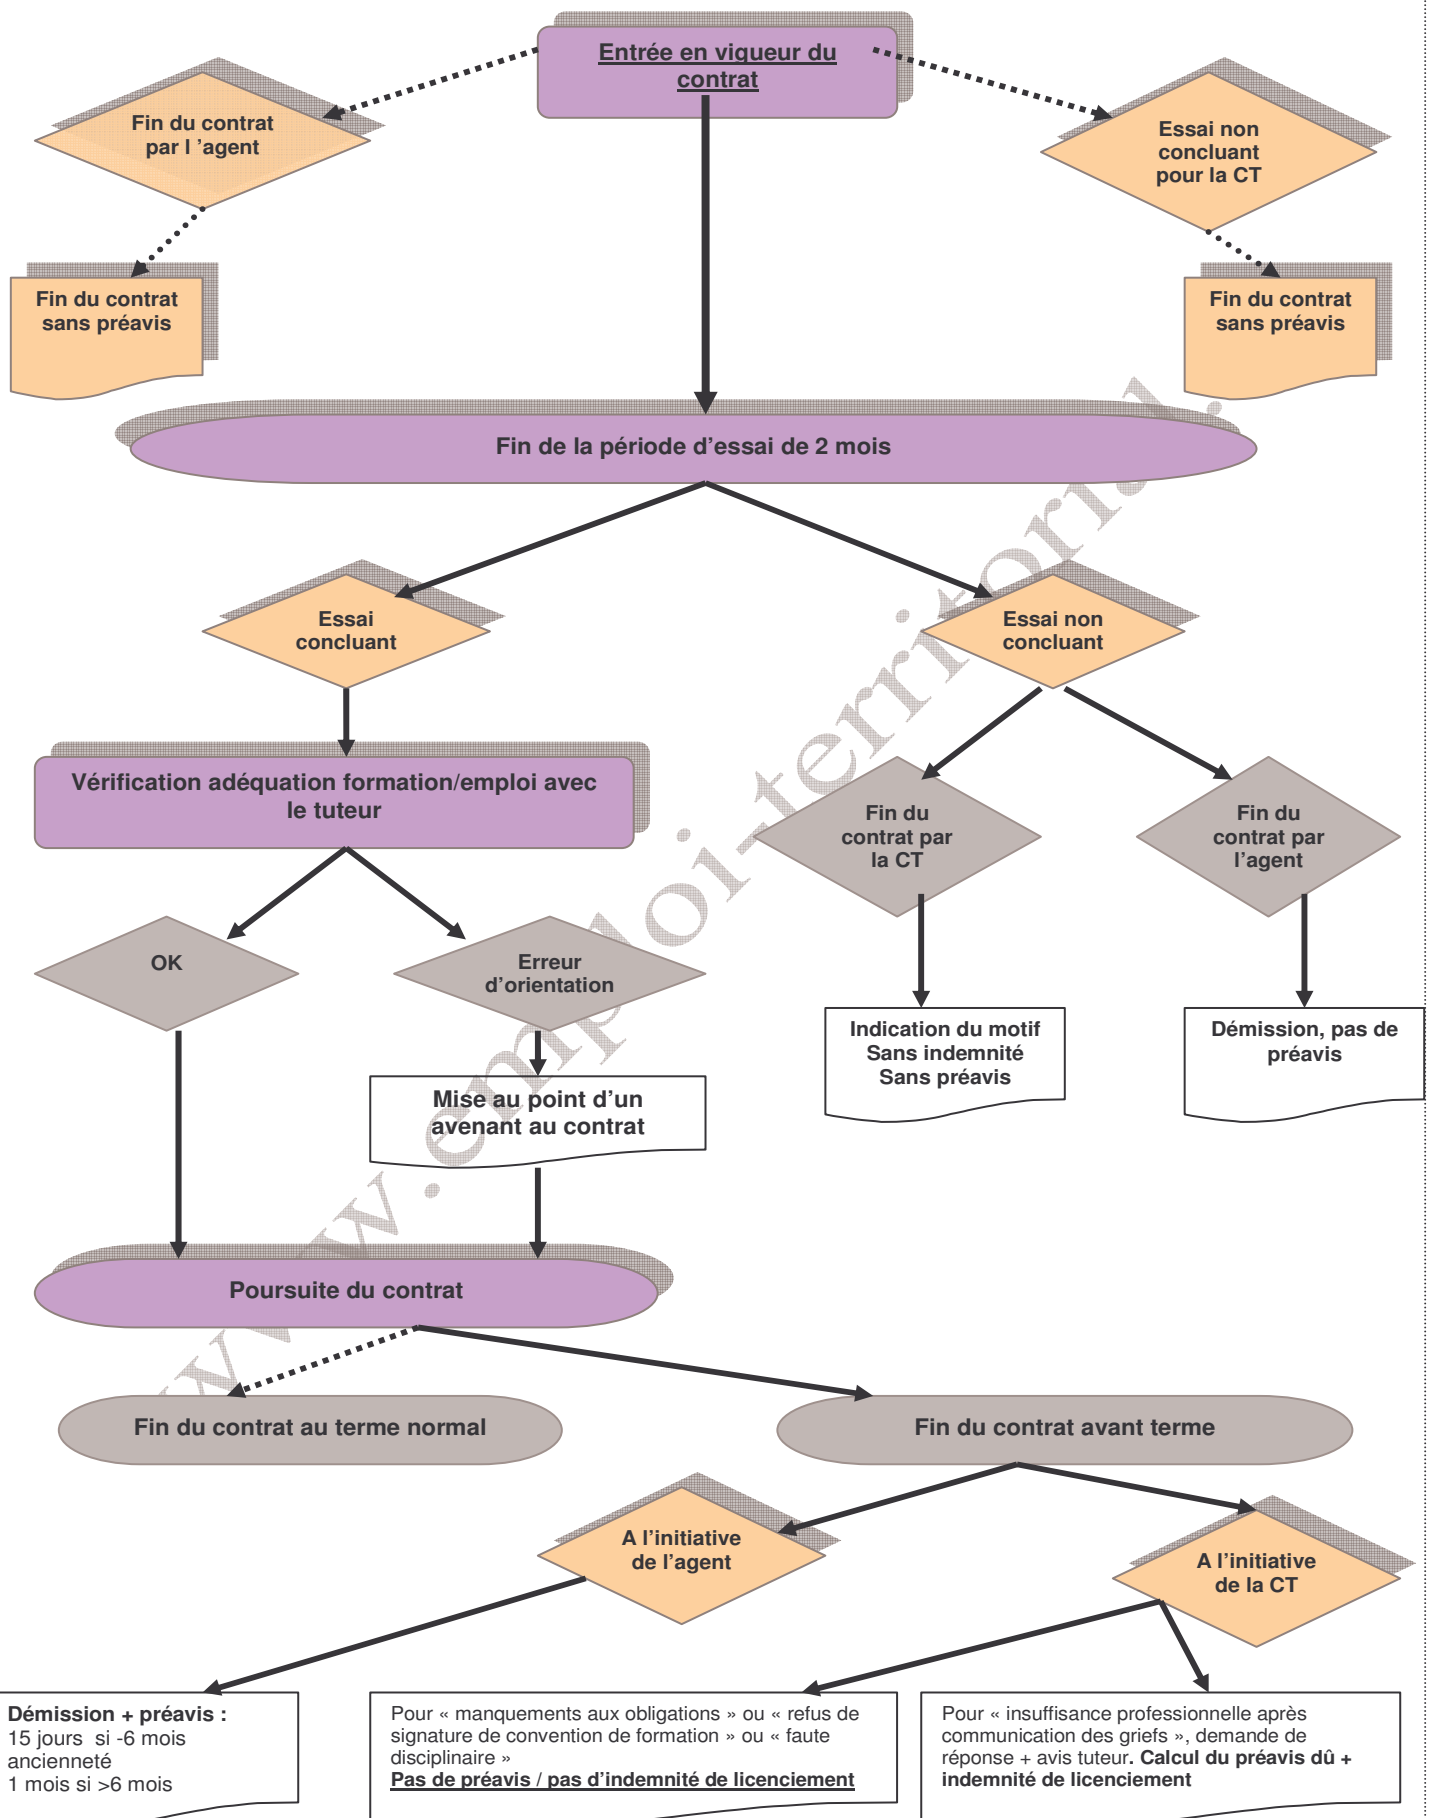 Entrée en vigueur du
contrat
Fin du contrat
par l ’agent
Essai non
concluant
pour la CT
Fin du contrat
sans préavis
Fin du contrat
sans préavis
Fin de la période d’essai de 2 mois
Essai
concluant
Essai non
concluant
Vérification adéquation formation/emploi avec
le tuteur
Fin du
contrat par
la CT
Fin du
contrat par
l’agent
OK
Erreur
d’orientation
Indication du motif
Sans indemnité
Sans préavis
Démission, pas de
préavis
Mise au point d’un
avenant au contrat
Poursuite du contrat
Fin du contrat au terme normal
Fin du contrat avant terme
A l’initiative
de l’agent
A l’initiative
de la CT
Démission + préavis :
15 jours si -6 mois
ancienneté
1 mois si >6 mois
Pour « manquements aux obligations » ou « refus de
signature de convention de formation » ou « faute
disciplinaire »
Pas de préavis / pas d’indemnité de licenciement
Pour « insuffisance professionnelle après
communication des griefs », demande de
réponse + avis tuteur. Calcul du préavis dû +
indemnité de licenciement